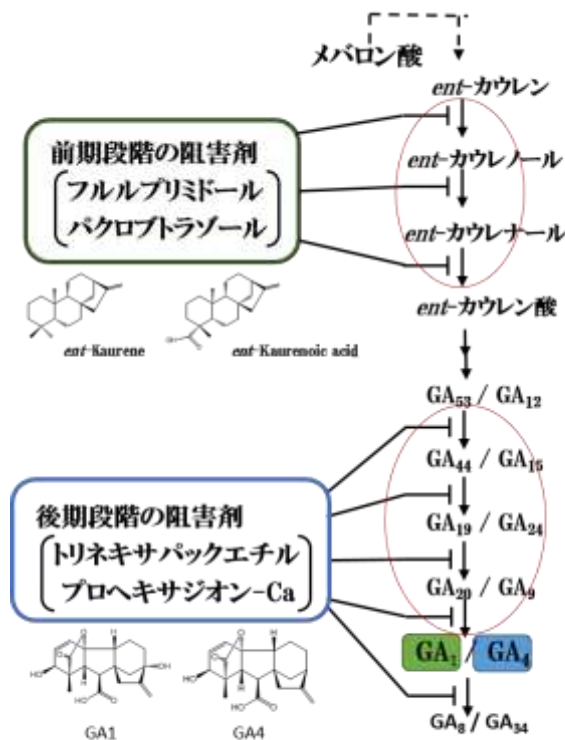 メバロン酸
ent-カウレン
前期段階の阻害剤
フルルプリミドール
パクロブトラゾール
ent-カウレノール
ent-カウレナール
ent-カウレン酸
ent-Kaurene
ent-Kaurenoic acid
GA53 / GA12
GA44 / GA15
GA19 / GA24
GA20 / GA9
GA1 / GA4
GA8 / GA34
後期段階の阻害剤
トリネキサパックエチル
プロヘキサジオン-Ca
GA1
GA4